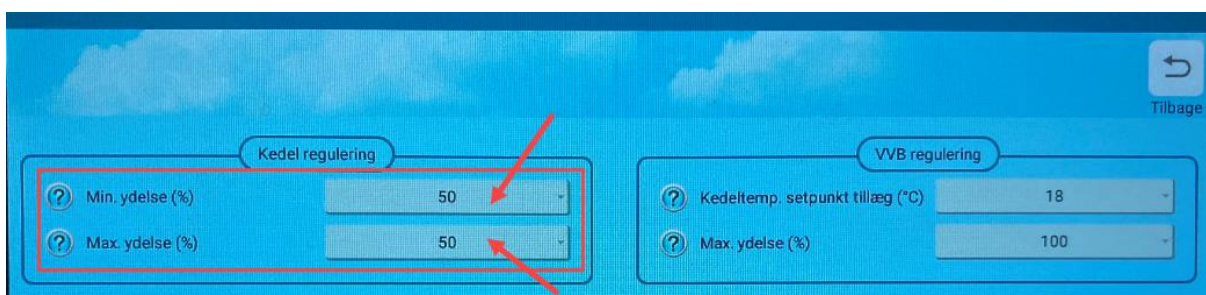 Tilbage
Kedel regulering
Min. ydelse (%) 50
Max. ydelse (%) 50
VVB regulering
Kedeltemp. setpunkt tillæg (°C) 18
Max. ydelse (%) 100